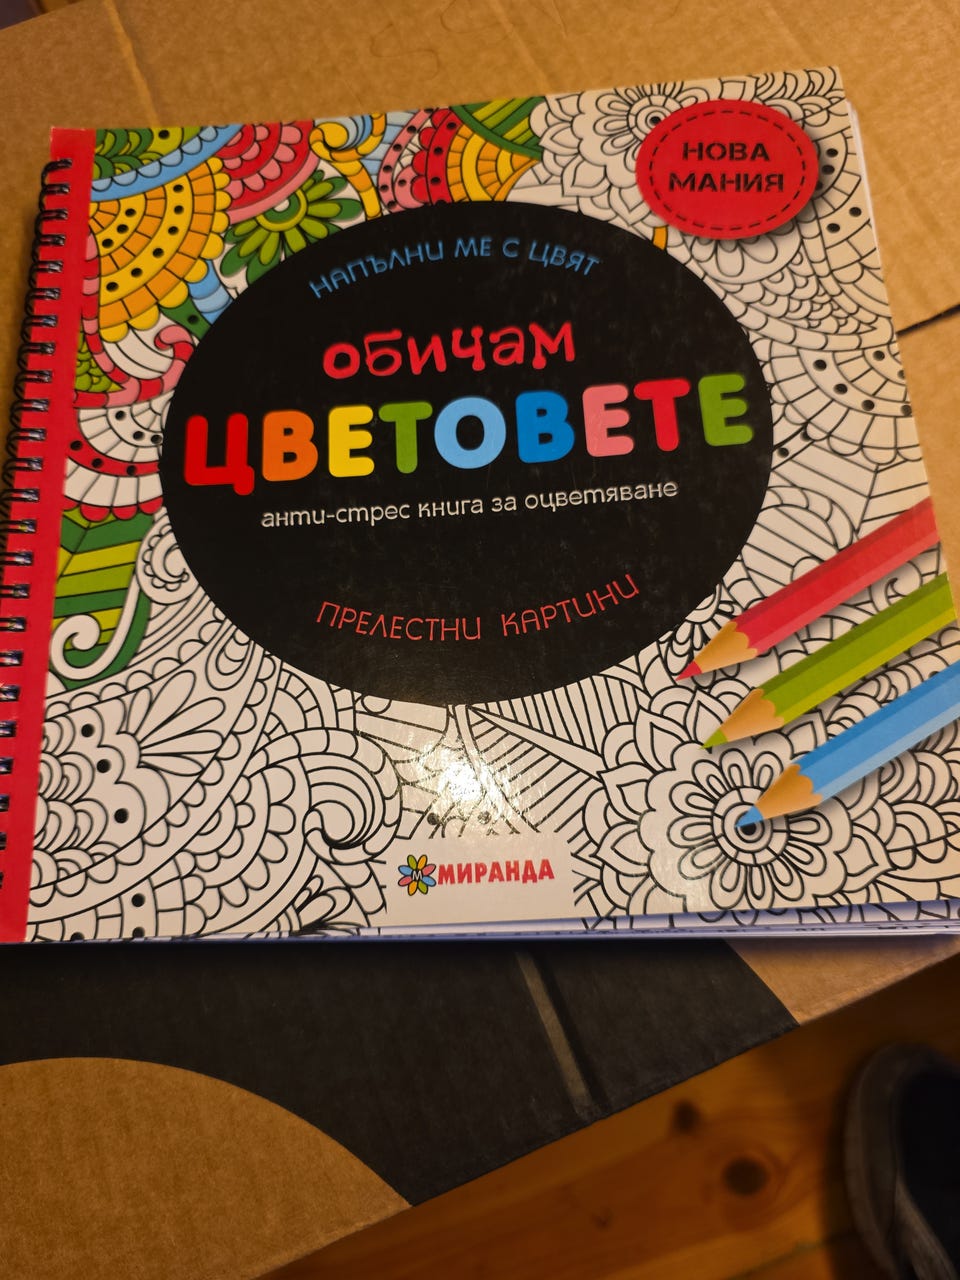 НОВА
МАНИЯ
НАПЪЛНИ МЕ С ЦВЯТ
обичам
ЦВЕТОВЕТЕ
анти-стрес книга за оцветяване
ПРЕЛЕСТНИ КАРТИНИ
М МИРАНДА